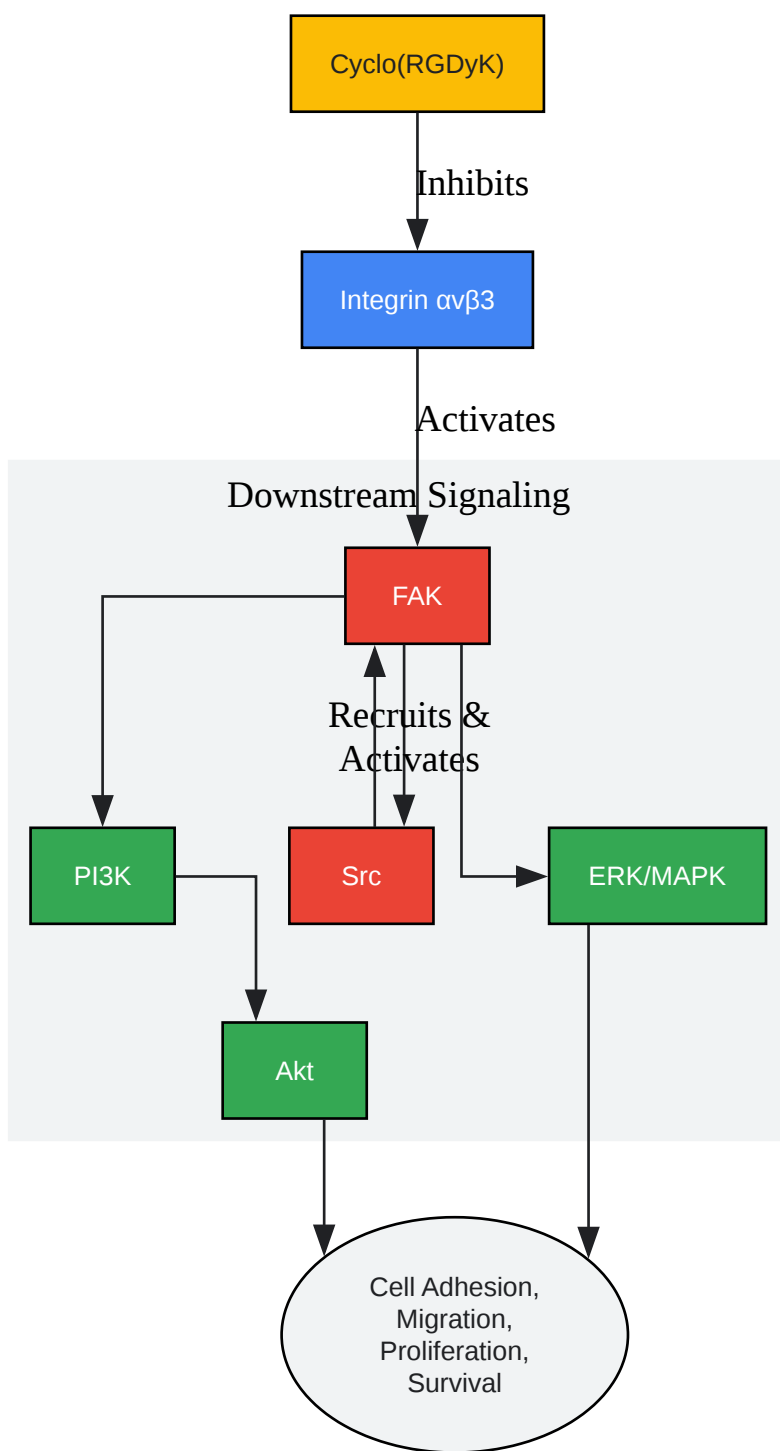 Cyclo(RGDyK)
Inhibits
Integrin αvβ3
Activates
Downstream Signaling
FAK
Recruits &
Activates
PI3K
Src
ERK/MAPK
Akt
Cell Adhesion,
Migration,
Proliferation,
Survival